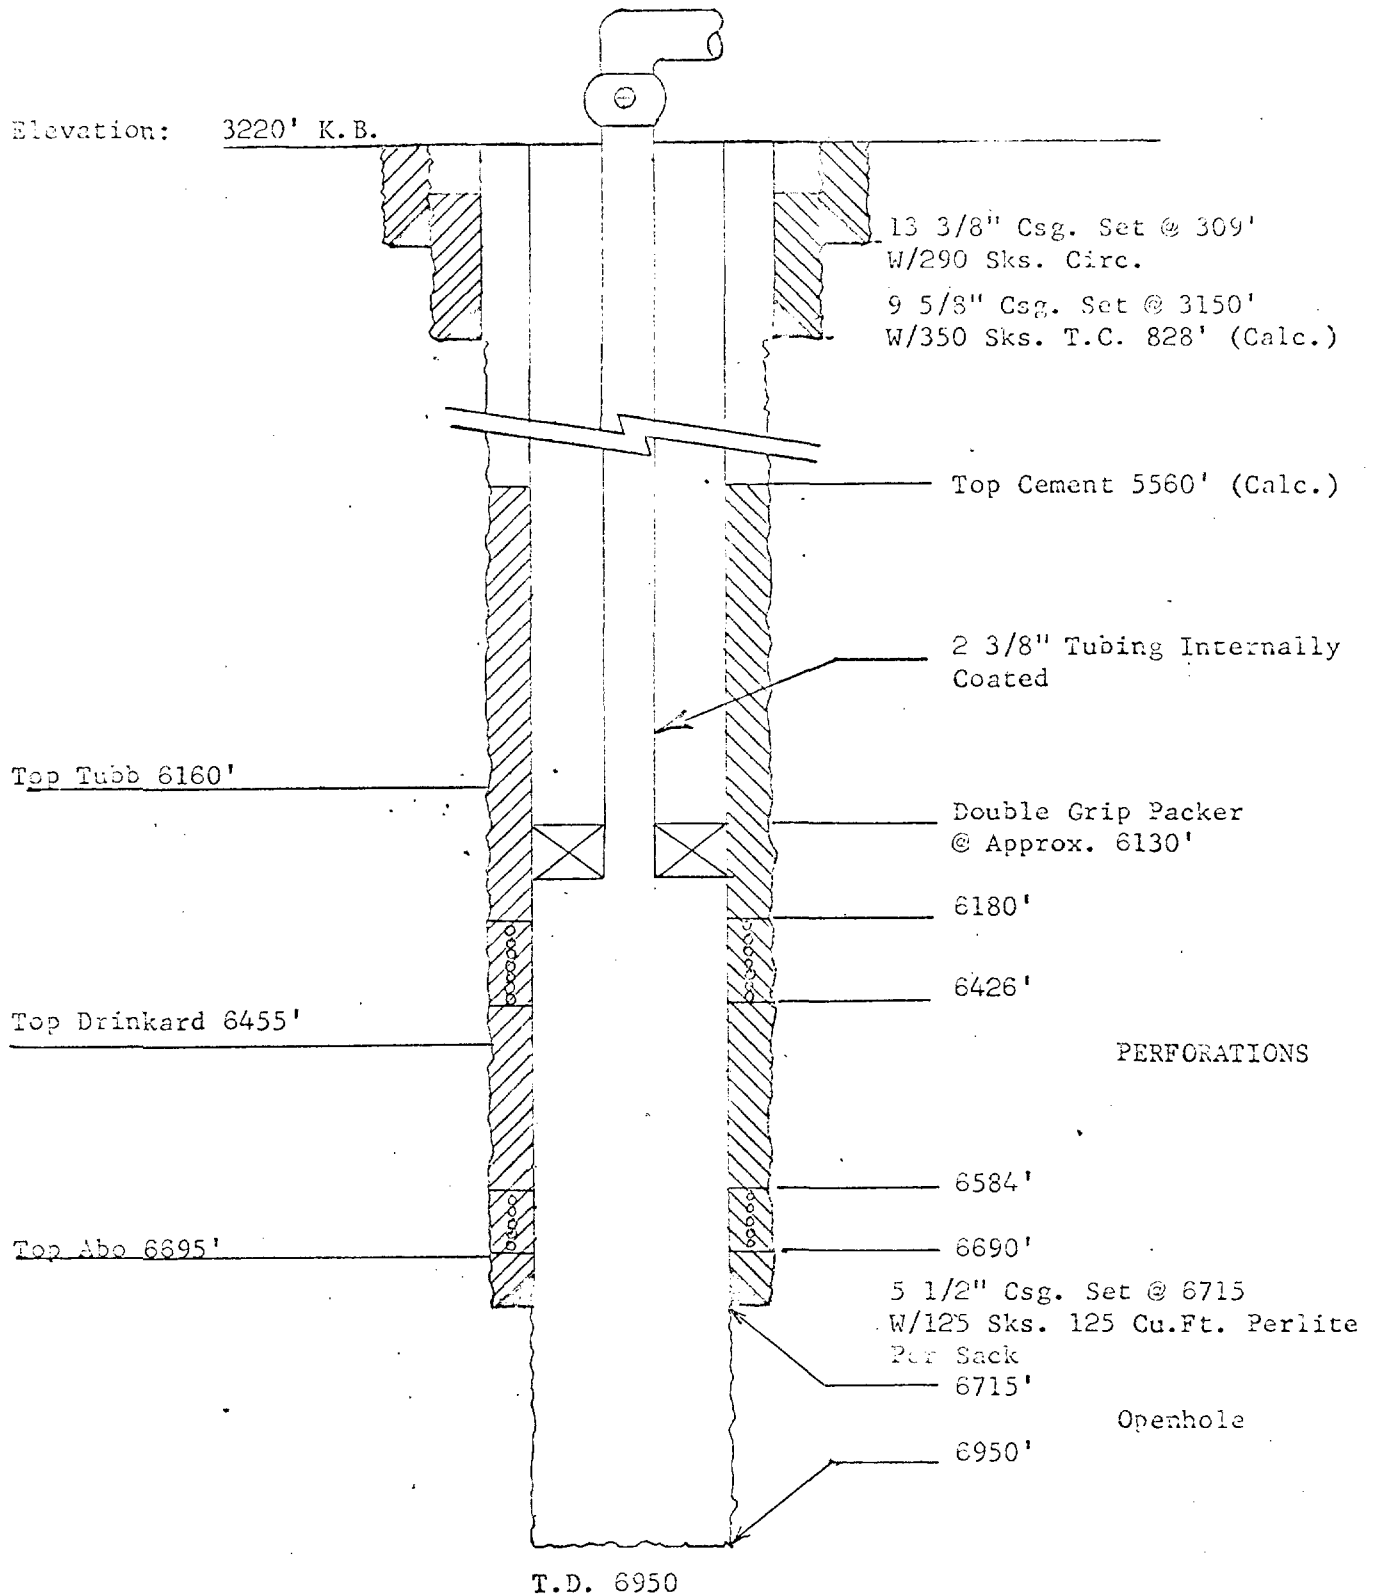 Elevation: 3220' K.B.
13 3/8" Csg. Set @ 309'
W/290 Sks. Circ.
9 5/8" Csg. Set @ 3150'
W/350 Sks. T.C. 828' (Calc.)
Top Cement 5560' (Calc.)
2 3/8" Tubing Internally
Coated
Top Tubb 6160'
Double Grip Packer
@ Approx. 6130'
6180'
6426'
Top Drinkard 6455'
PERFORATIONS
6584'
Top Abo 6695'
6690'
5 1/2" Csg. Set @ 6715
W/125 Sks. 125 Cu.Ft. Perlite
Per Sack
6715'
Openhole
6950'
T.D. 6950